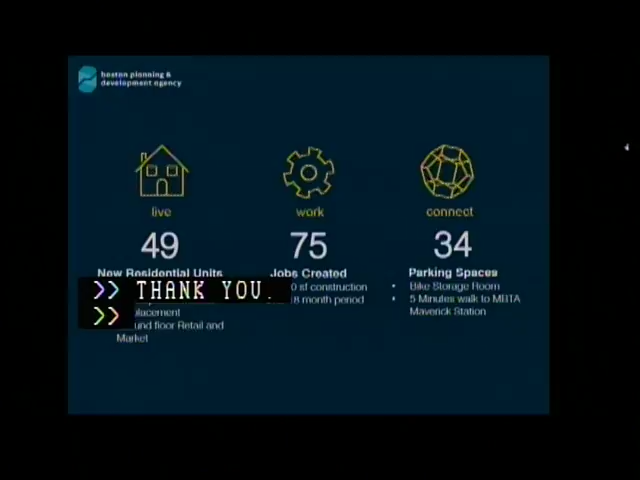 boston planning &
development agency
live
work
connect
49
75
34
New Residential Units
Jobs Created
Parking Spaces
>> THANK YOU.
0 sf construction
8 month period
• Bike Storage Room
• 5 Minutes walk to MBTA
Maverick Station
>>
lacement
und floor Retail and
Market